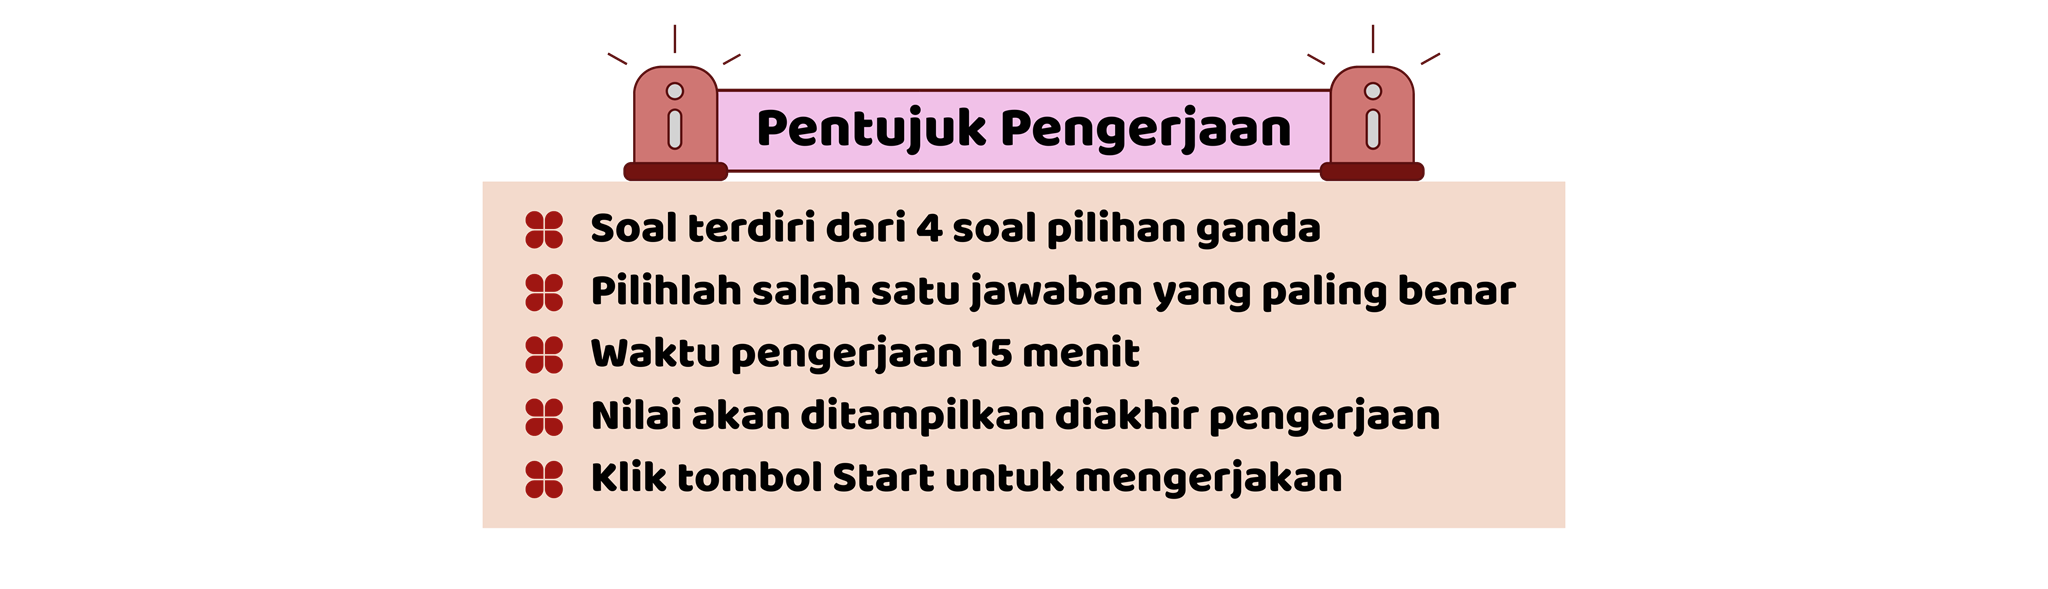 Pentujuk Pengerjaan
Soal terdiri dari 4 soal pilihan ganda
Pilihlah salah satu jawaban yang paling benar
Waktu pengerjaan 15 menit
Nilai akan ditampilkan diakhir pengerjaan
Klik tombol Start untuk mengerjakan